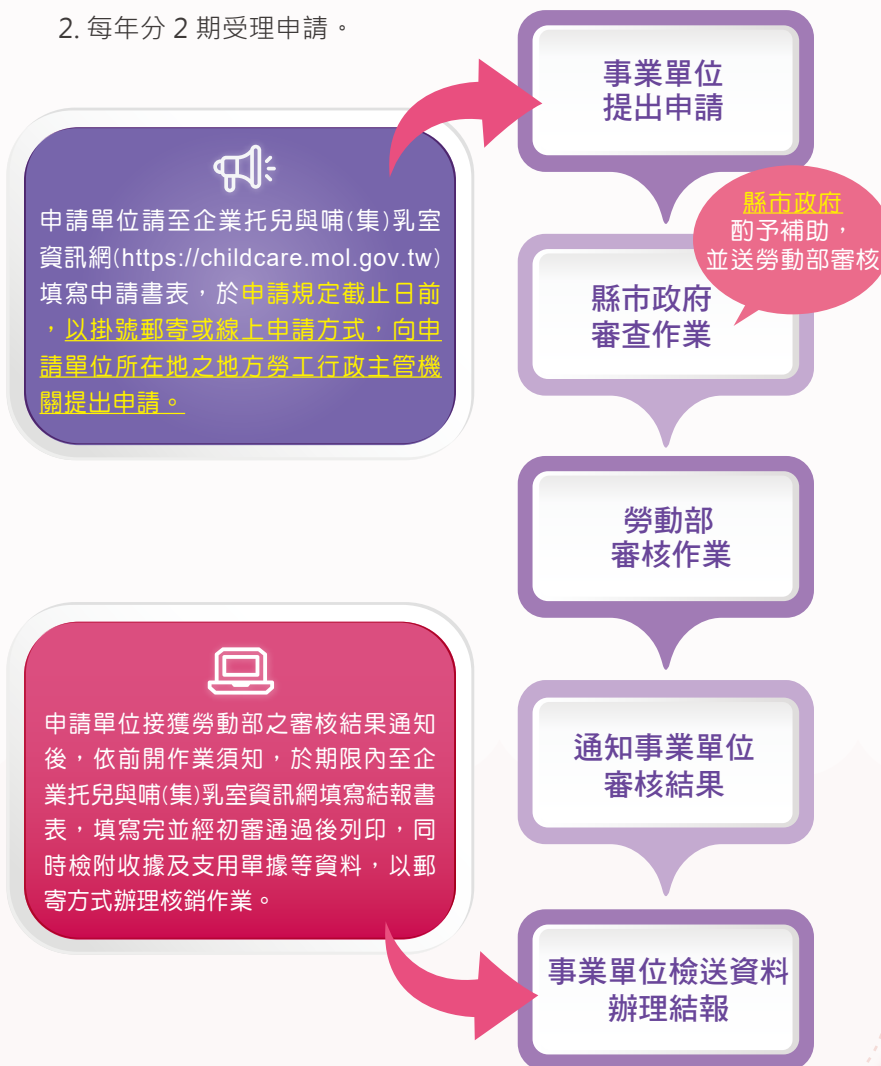 2. 每年分 2 期受理申請。
事業單位
提出申請
申請單位請至企業托兒與哺(集)乳室
資訊網(https://childcare.mol.gov.tw)
填寫申請書表，於申請規定截止日前
，以掛號郵寄或線上申請方式，向申
請單位所在地之地方勞工行政主管機
關提出申請。
縣市政府
酌予補助，
並送勞動部審核
縣市政府
審查作業
勞動部
審核作業
申請單位接獲勞動部之審核結果通知
後，依前開作業須知，於期限內至企
業托兒與哺(集)乳室資訊網填寫結報書
表，填寫完並經初審通過後列印，同
時檢附收據及支用單據等資料，以郵
寄方式辦理核銷作業。
通知事業單位
審核結果
事業單位檢送資料
辦理結報